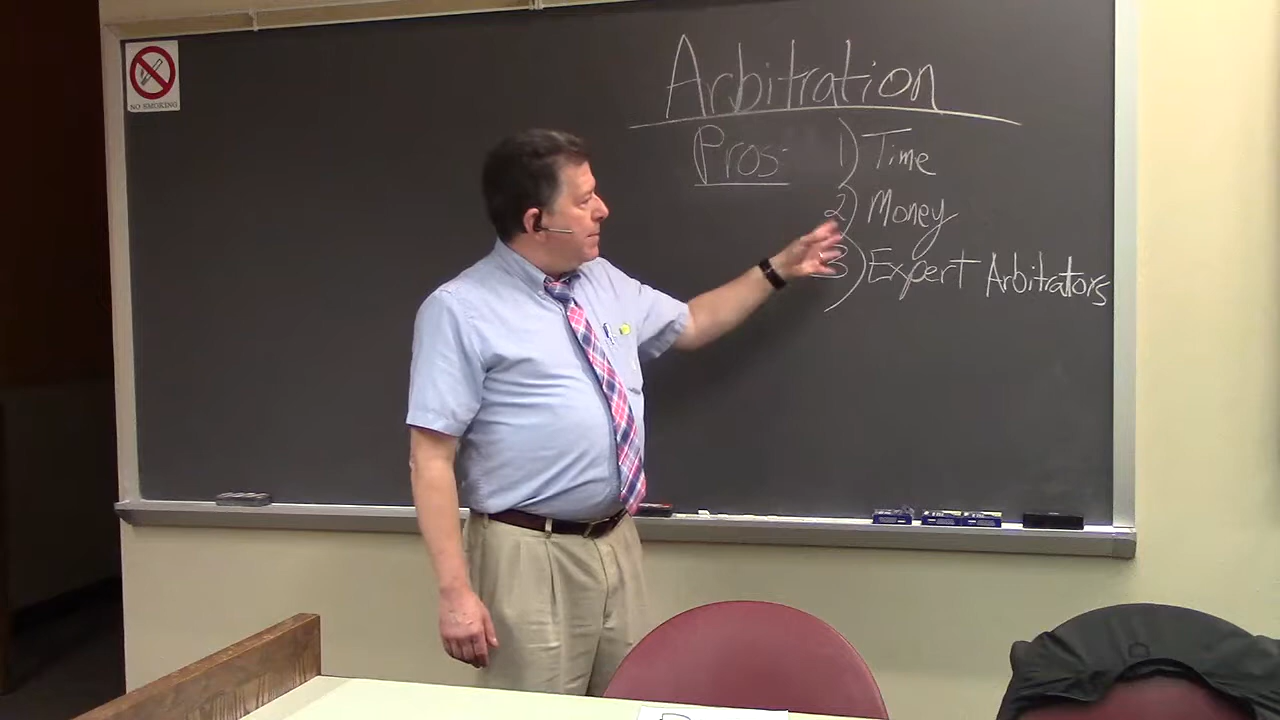 NO SMOKING
Arbitration
Pros: 1) Time
2) Money
3) Expert Arbitrators